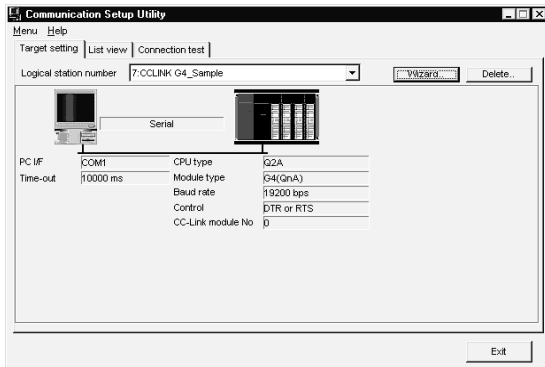 Communication Setup Utility
Menu Help
Target setting List view Connection test
Logical station number 7:CCLINK G4_Sample Wizard... Delete..
Serial
PC I/F COM1 CPU type Q2A
Time-out 10000 ms Module type G4(QnA)
Baud rate 19200 bps
Control DTR or RTS
CC-Link module No 0
Exit